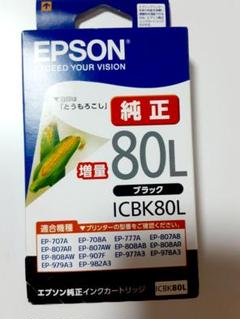 EPSON
EXCEED YOUR VISION
「とうもろこし」
純正
増量
80L
ブラック
ICBK80L
適合機種 ▼プリンターの型番をご確認ください。
EP-707A EP-708A EP-777A EP-807AB
EP-807AR EP-807AW EP-808AB EP-808AR
EP-808AW EP-907F EP-977A3 EP-978A3
EP-979A3 EP-982A3
エプソン純正インクカートリッジ ICBK80L